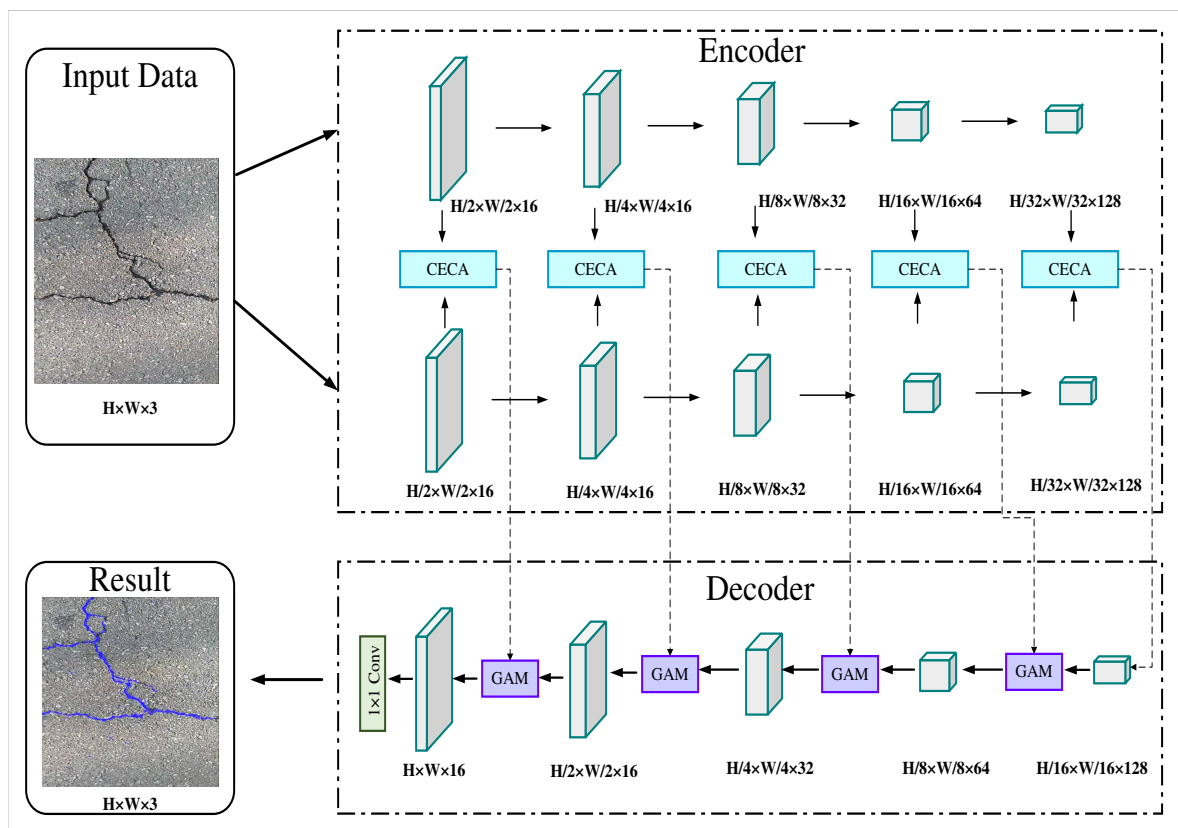 Input Data
H×W×3
Encoder
H/2×W/2×16
H/4×W/4×16
H/8×W/8×32
H/16×W/16×64
H/32×W/32×128
CECA
CECA
CECA
CECA
CECA
H/2×W/2×16
H/4×W/4×16
H/8×W/8×32
H/16×W/16×64
H/32×W/32×128
Result
H×W×3
Decoder
1×1 Conv
GAM
GAM
GAM
GAM
H×W×16
H/2×W/2×16
H/4×W/4×32
H/8×W/8×64
H/16×W/16×128